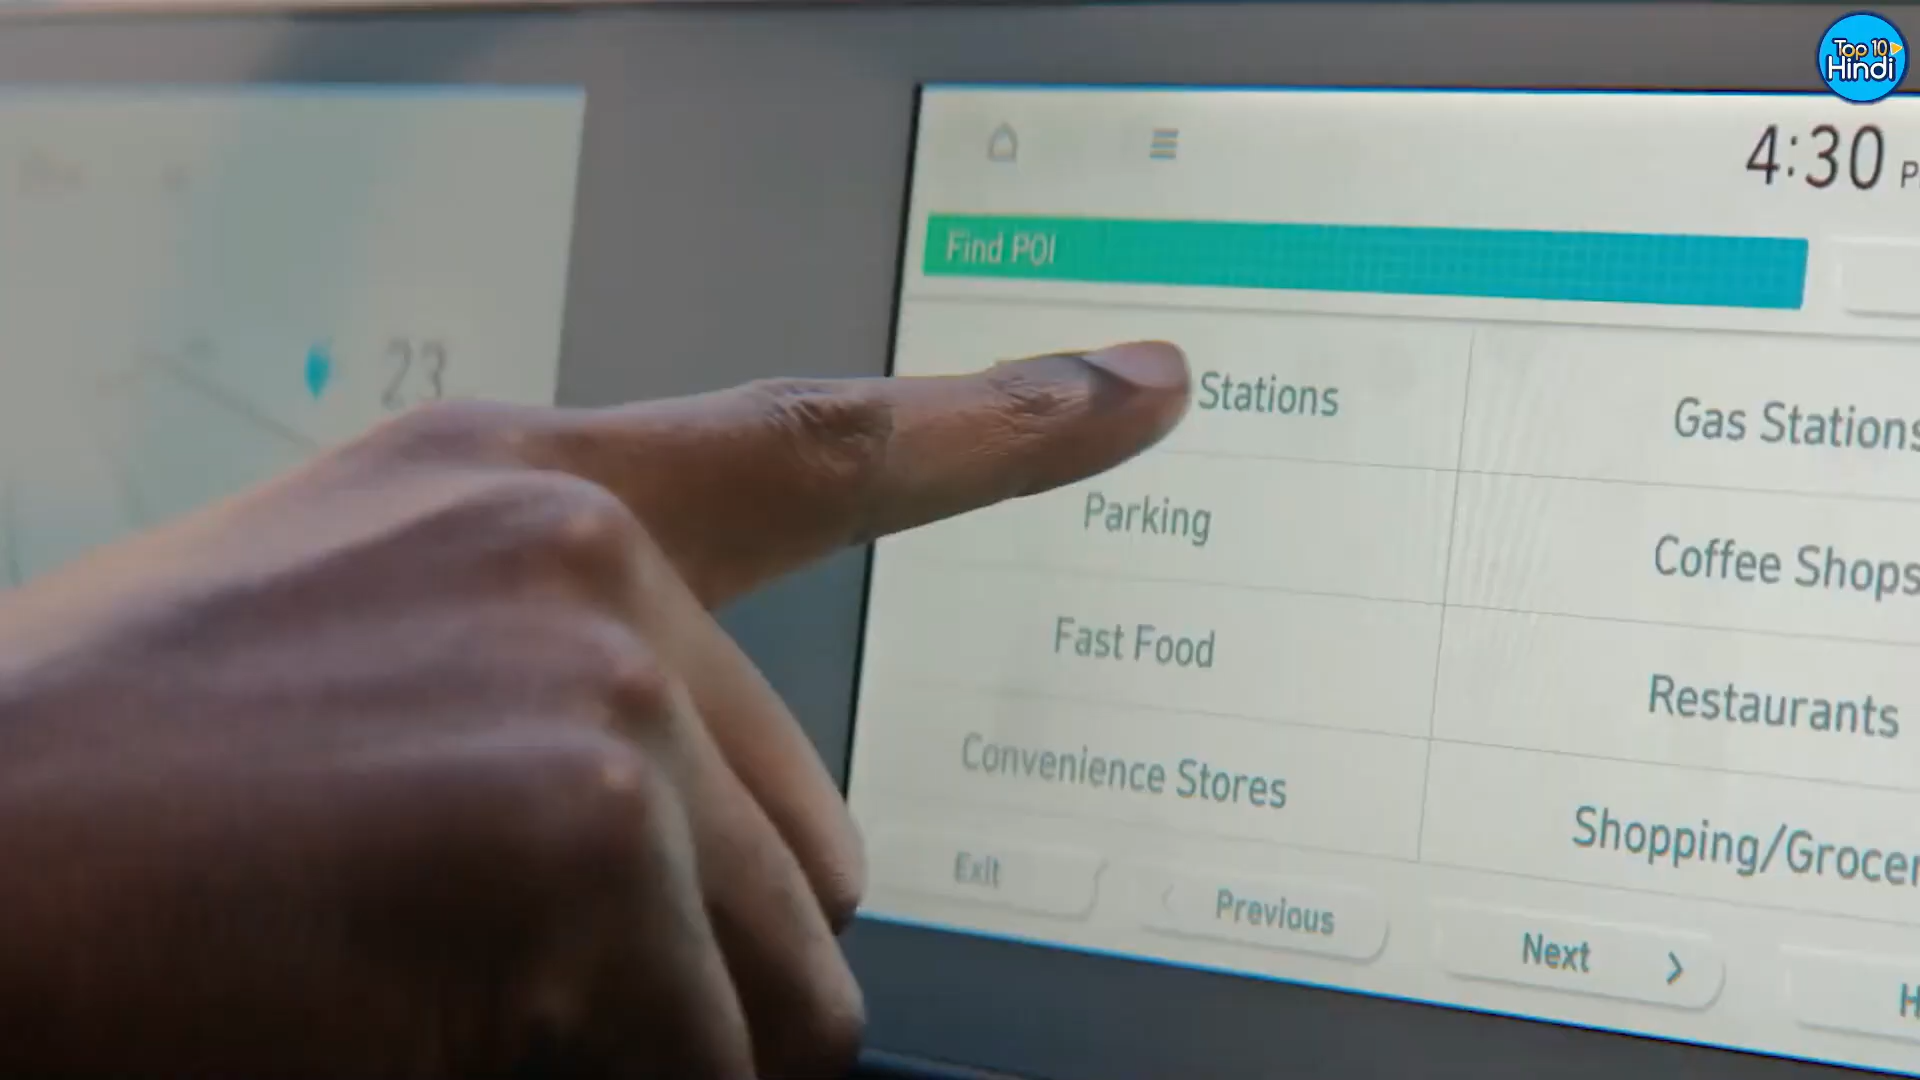 Top 10
Hindi
4:30
Find POI
23
Stations
Gas Stations
Parking
Coffee Shops
Fast Food
Restaurants
Convenience Stores
Shopping/Grocer
Exit
Previous
Next